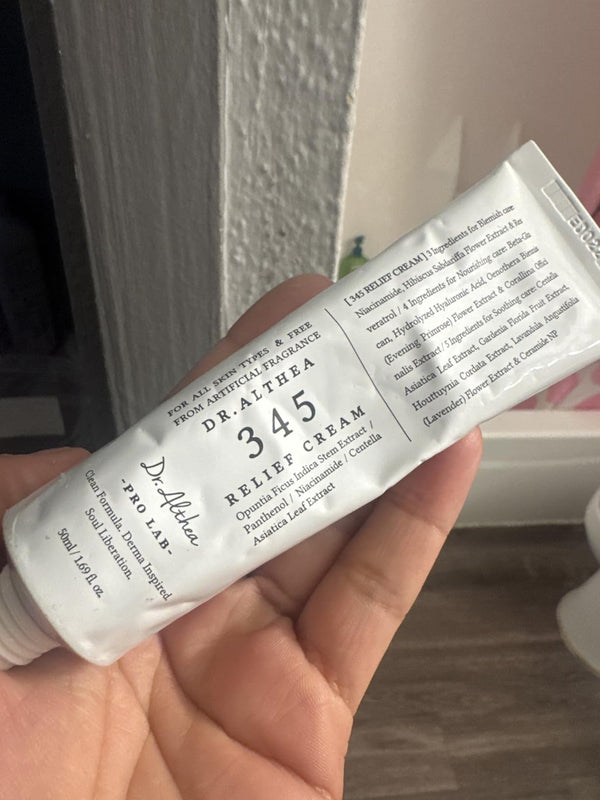 FOR ALL SKIN TYPES & FREE
FROM ARTIFICIAL FRAGRANCE
DR.ALTHEA
345
RELIEF CREAM
Opuntia Ficus Indica Stem Extract /
Panthenol / Niacinamide / Centella
Asiatica Leaf Extract
Dr.Althea
-PRO LAB-
Clean Formula, Derma Inspired,
Soul Liberation.
50ml/1.69 fl. oz.
[ 345 RELIEF CREAM ] 3 Ingredients for Blemish care:
Niacinamide, Hibiscus Sabdariffa Flower Extract & Res
veratrol / 4 Ingredients for Nourishing care: Beta-Glu
can, Hydrolyzed Hyaluronic Acid, Oenothera Biennis
(Evening Primrose) Flower Extract & Corallina Offici
nalis Extract / 5 Ingredients for Soothing care: Centella
Asiatica Leaf Extract, Gardenia Florida Fruit Extract,
Houttuynia Cordata Extract, Lavandula Angustifolia
(Lavender) Flower Extract & Ceramide NP